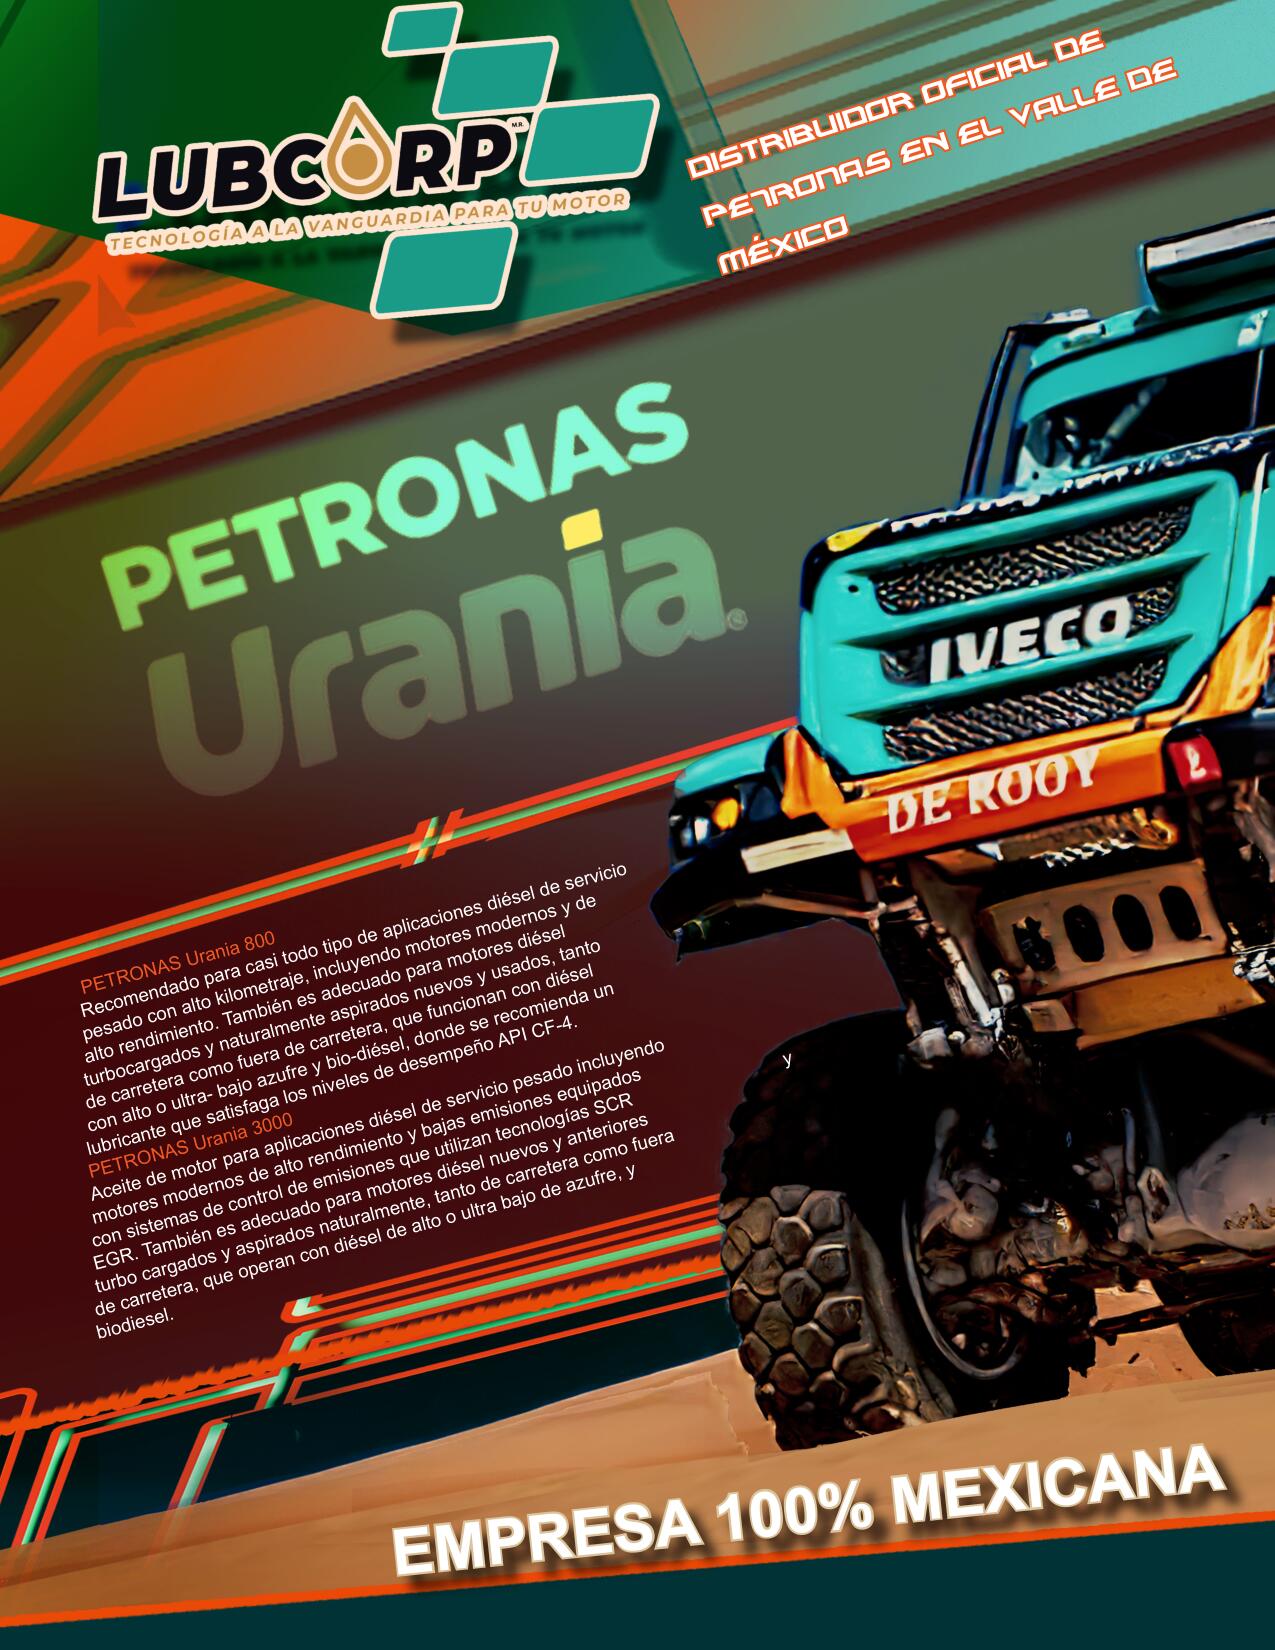 LUBCORP
M.R.
TECNOLOGÍA A LA VANGUARDIA PARA TU MOTOR
DISTRIBUIDOR OFICIAL DE
PETRONAS EN EL VALLE DE
MÉXICO
PETRONAS
Urania®
IVECO
DE ROOY
PETRONAS Urania 800
Recomendado para casi todo tipo de aplicaciones diésel de servicio
pesado con alto kilometraje, incluyendo motores modernos y de
alto rendimiento. También es adecuado para motores diésel
turbocargados y naturalmente aspirados nuevos y usados, tanto
de carretera como fuera de carretera, que funcionan con diésel
con alto o ultra- bajo azufre y bio-diésel, donde se recomienda un
lubricante que satisfaga los niveles de desempeño API CF-4.
PETRONAS Urania 3000
Aceite de motor para aplicaciones diésel de servicio pesado incluyendo
motores modernos de alto rendimiento y bajas emisiones equipados
con sistemas de control de emisiones que utilizan tecnologías SCR
y
EGR. También es adecuado para motores diésel nuevos y anteriores
turbo cargados y aspirados naturalmente, tanto de carretera como fuera
de carretera, que operan con diésel de alto o ultra bajo de azufre, y
biodiesel.
EMPRESA 100% MEXICANA